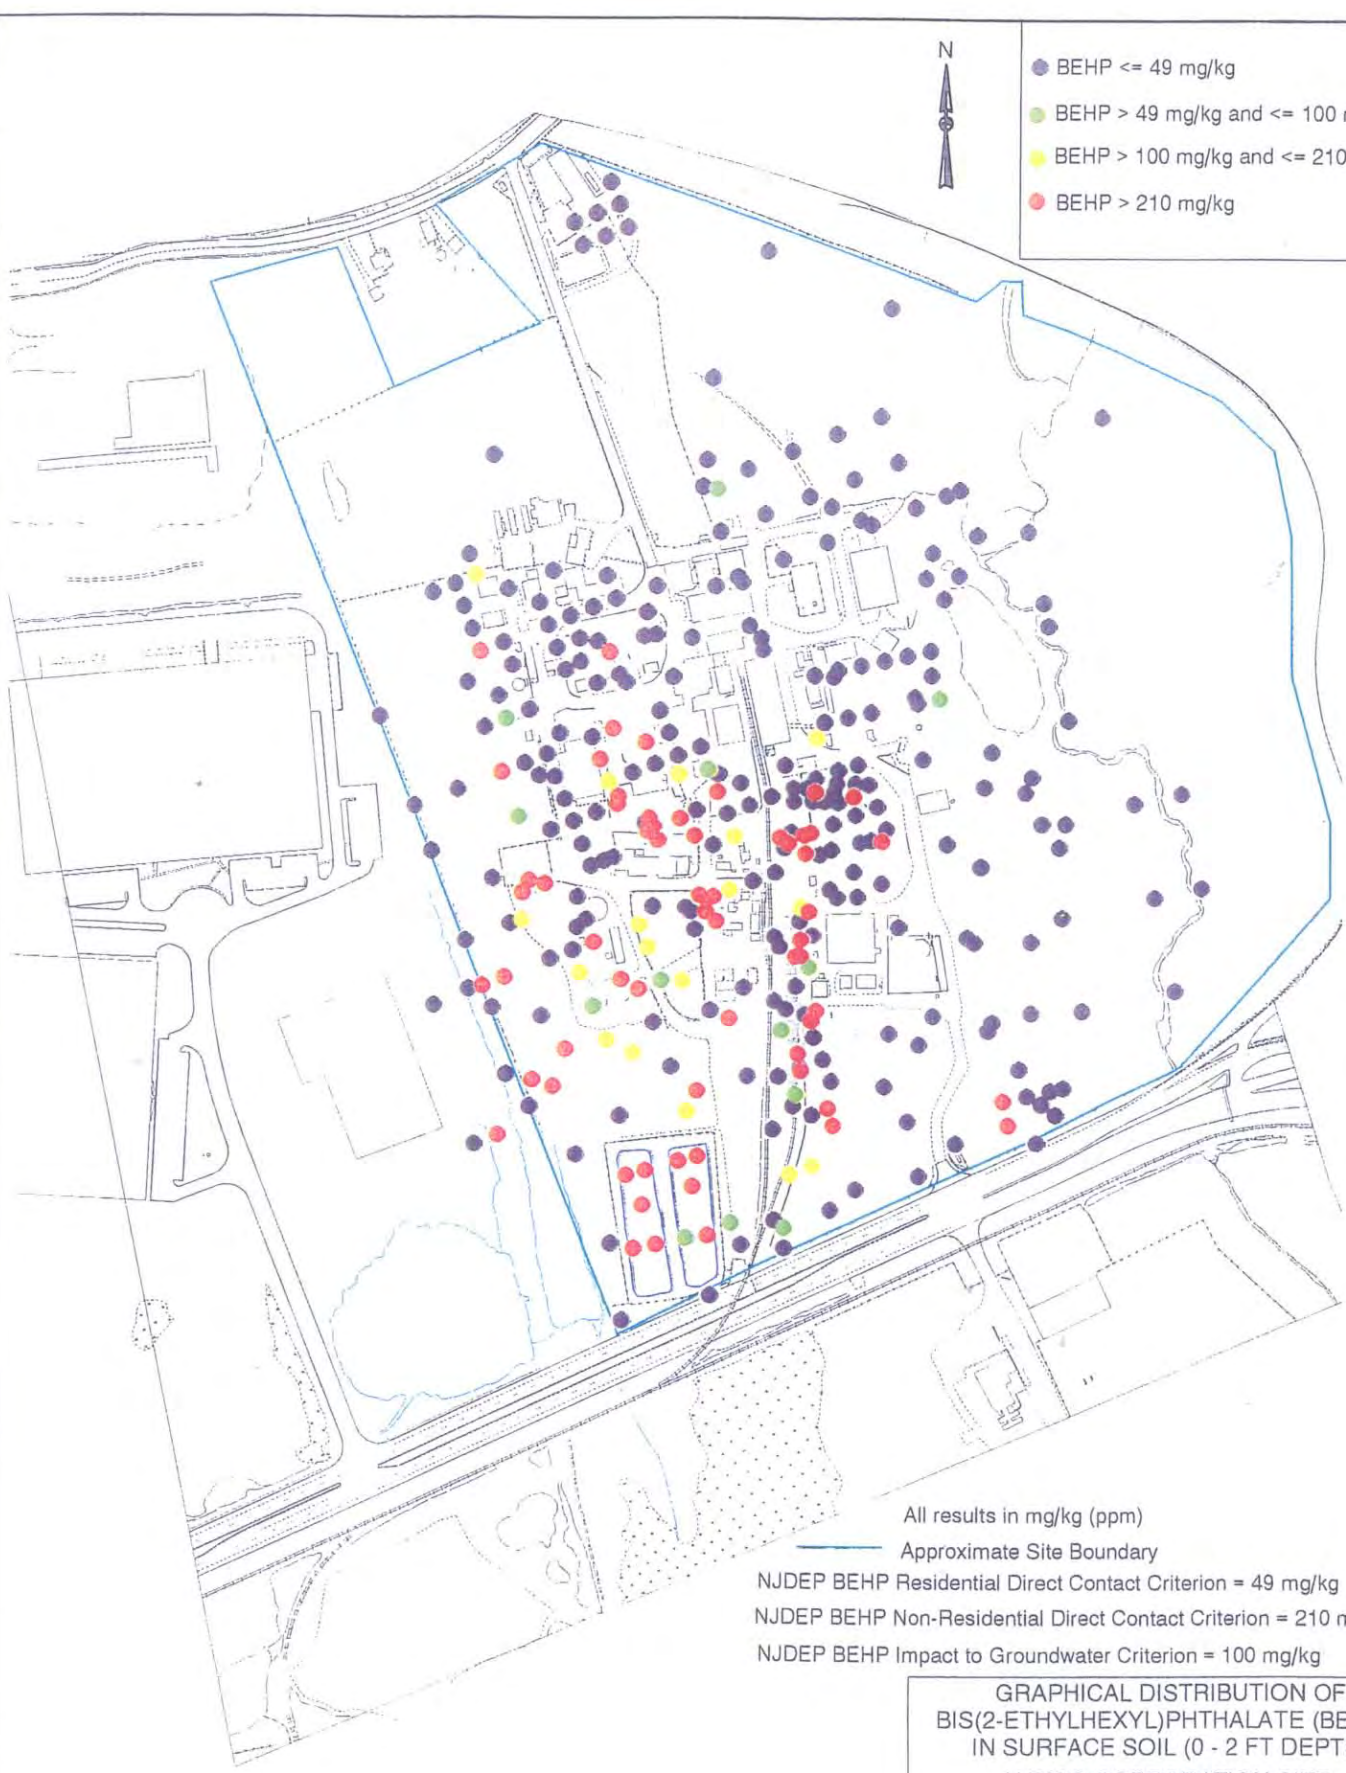 N
BEHP <= 49 mg/kg
BEHP > 49 mg/kg and <= 100
BEHP > 100 mg/kg and <= 210
BEHP > 210 mg/kg
All results in mg/kg (ppm)
Approximate Site Boundary
NJDEP BEHP Residential Direct Contact Criterion = 49 mg/kg
NJDEP BEHP Non-Residential Direct Contact Criterion = 210
NJDEP BEHP Impact to Groundwater Criterion = 100 mg/kg
GRAPHICAL DISTRIBUTION OF
BIS(2-ETHYLHEXYL)PHTHALATE (BE
IN SURFACE SOIL (0 - 2 FT DEPT